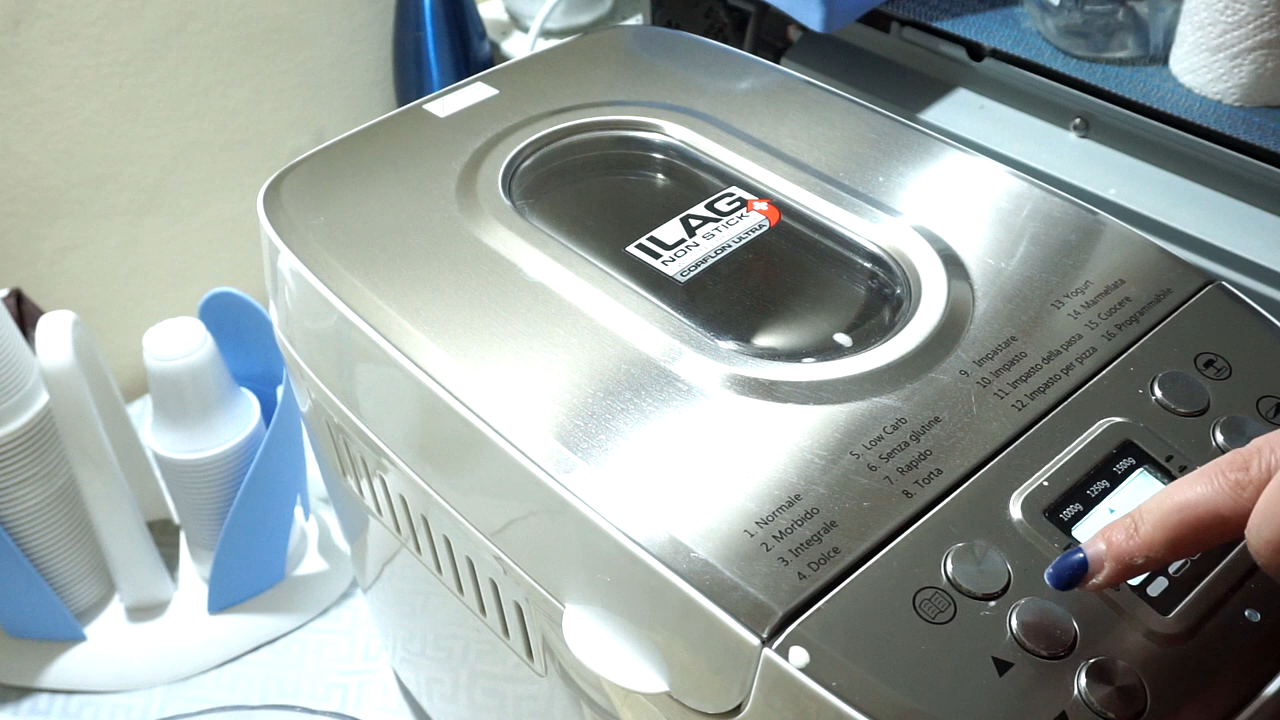 ILAG
NON STICK
CORFLON ULTRA
1. Normale
2. Morbido
3. Integrale
4. Dolce
5. Low Carb
6. Senza glutine
7. Rapido
8. Torta
9. Impastare
10. Impasto
11. Impasto della pasta
12. Impasto per pizza
13. Yogurt
14. Marmellata
15. Cuocere
16. Programmabile
1000g 1250g 1500g